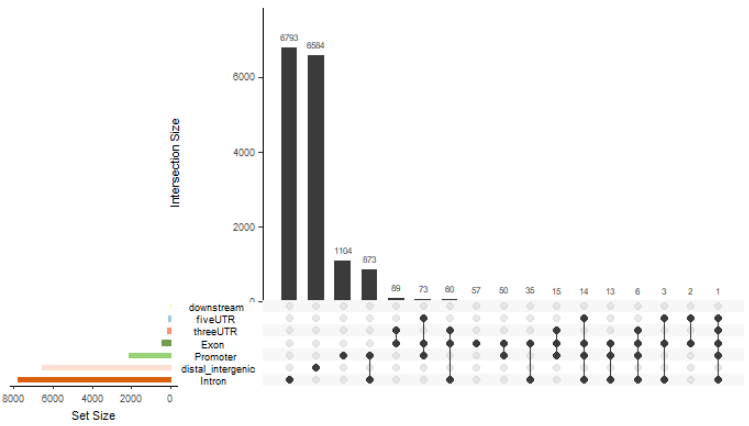 6793 6584
6000
4000
2000
0
Intersection Size
1104 873 89 73 60 57 50 35 15 14 13 6 3 2 1
downstream
fiveUTR
threeUTR
Exon
Promoter
distal_intergenic
Intron
8000 6000 4000 2000 0
Set Size